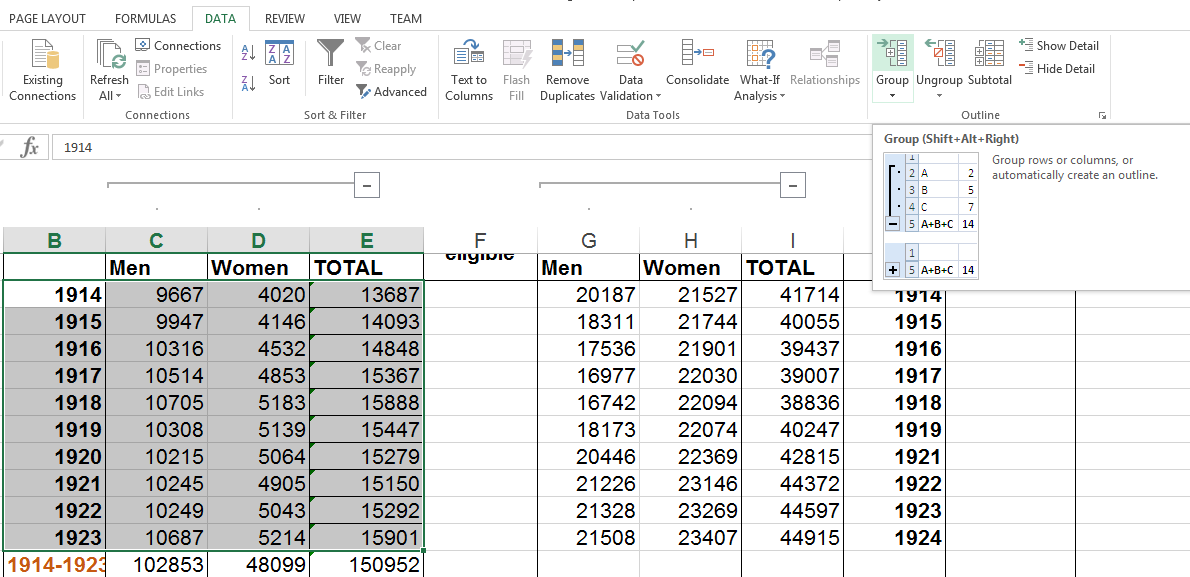 PAGE LAYOUT FORMULAS DATA REVIEW VIEW TEAM
Existing Connections
Refresh All
Connections
Properties
Edit Links
Connections
Sort
Filter
Clear
Reapply
Advanced
Sort & Filter
Text to Columns
Flash Fill
Remove Duplicates
Data Validation
Consolidate
What-If Analysis
Relationships
Data Tools
Group
Ungroup
Subtotal
Show Detail
Hide Detail
Outline
fx 1914
Group (Shift+Alt+Right)
Group rows or columns, or
automatically create an outline.
1
2 A 2
3 B 5
4 C 7
5 A+B+C 14
1
5 A+B+C 14
B C D E F G H I
Men Women TOTAL eligible Men Women TOTAL
1914 9667 4020 13687 20187 21527 41714 1914
1915 9947 4146 14093 18311 21744 40055 1915
1916 10316 4532 14848 17536 21901 39437 1916
1917 10514 4853 15367 16977 22030 39007 1917
1918 10705 5183 15888 16742 22094 38836 1918
1919 10308 5139 15447 18173 22074 40247 1919
1920 10215 5064 15279 20446 22369 42815 1921
1921 10245 4905 15150 21226 23146 44372 1922
1922 10249 5043 15292 21328 23269 44597 1923
1923 10687 5214 15901 21508 23407 44915 1924
1914-1923 102853 48099 150952